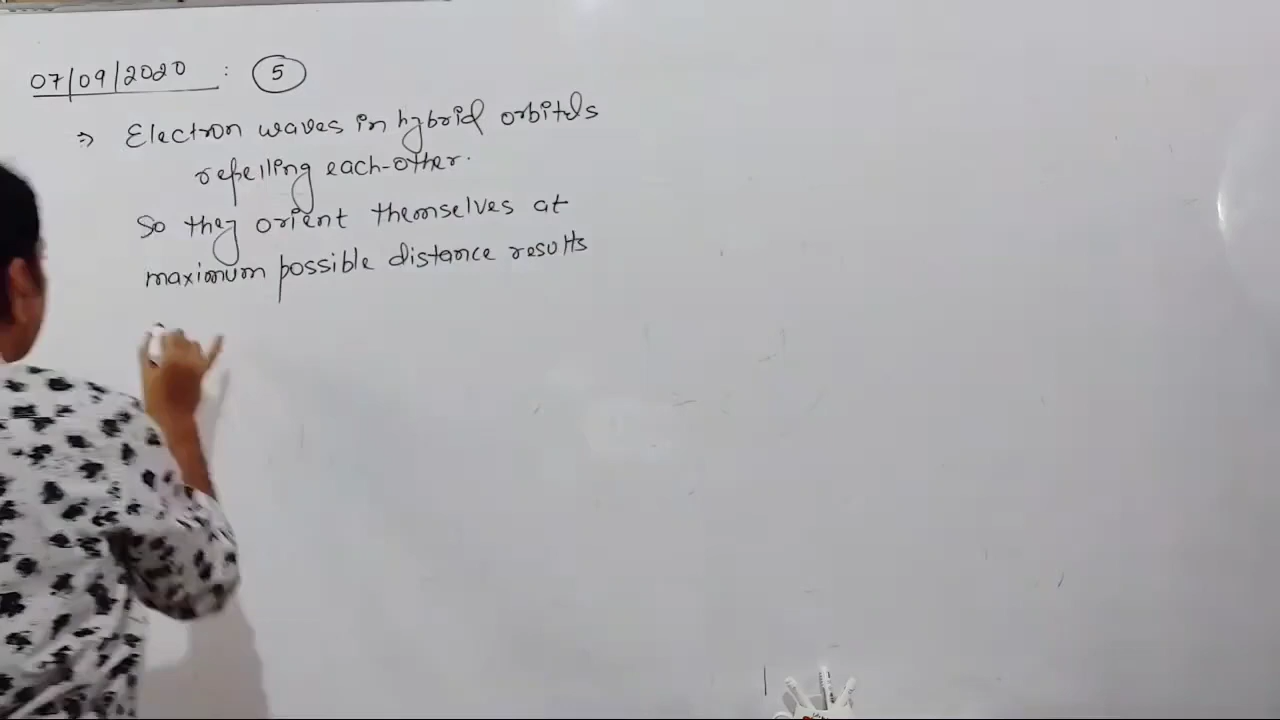 07/09/2020 : 5
⇒ Electron waves in hybrid orbitals
repelling each-other.
So they orient themselves at
maximum possible distance results